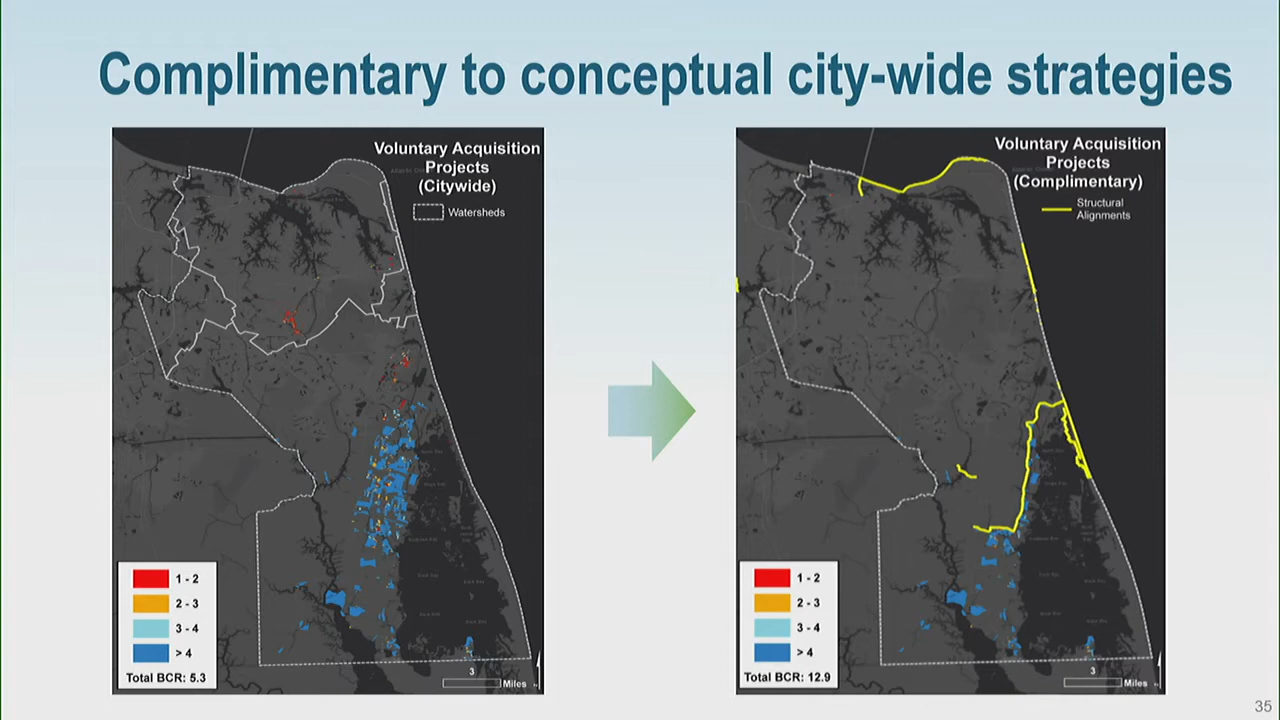 Complimentary to conceptual city-wide strategies
Voluntary Acquisition
Projects
(Citywide)
Watersheds
1 - 2
2 - 3
3 - 4
> 4
Total BCR: 5.3
3
Miles
Voluntary Acquisition
Projects
(Complimentary)
Structural
Alignments
1 - 2
2 - 3
3 - 4
> 4
Total BCR: 12.9
3
Miles
35